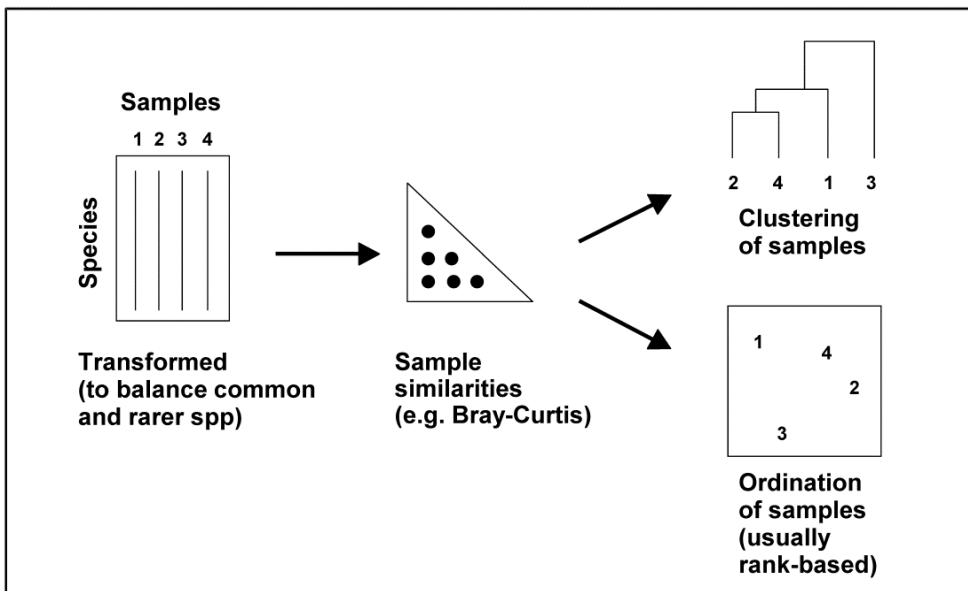 Samples
1 2 3 4
Species
Transformed
(to balance common
and rarer spp)
Sample
similarities
(e.g. Bray-Curtis)
2 4 1 3
Clustering
of samples
1
4
2
3
Ordination
of samples
(usually
rank-based)